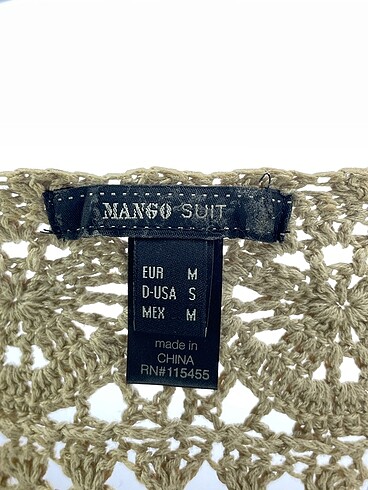 MANGO SUIT
EUR M
D-USA S
MEX M
made in
CHINA
RN#115455